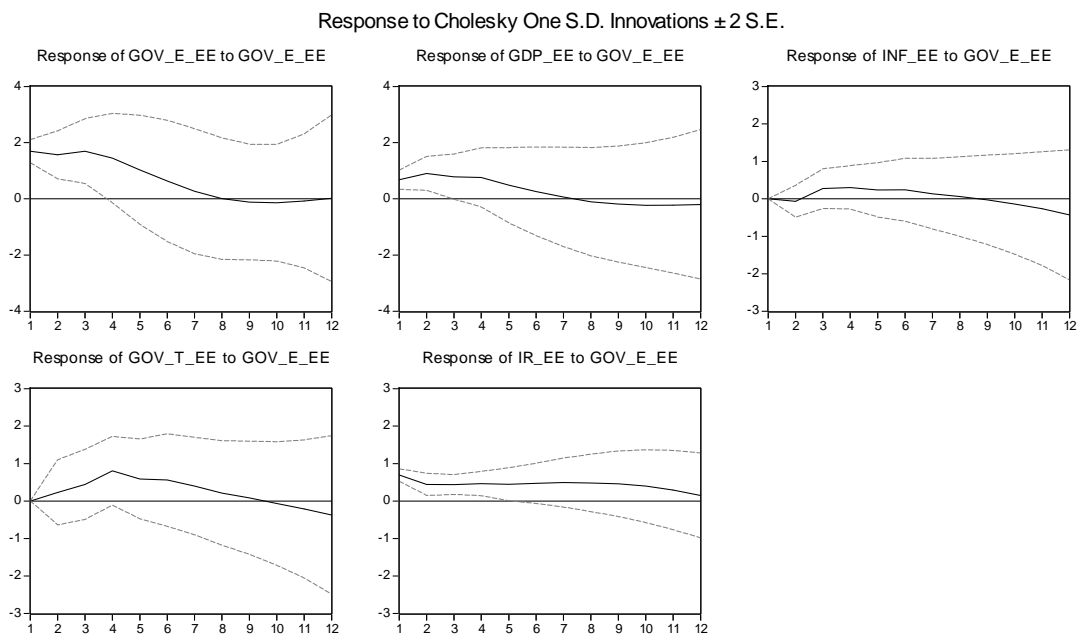 Response to Cholesky One S.D. Innovations ± 2 S.E.
Response of GOV_E_EE to GOV_E_EE
4
2
0
-2
-4
1 2 3 4 5 6 7 8 9 10 11 12
Response of GDP_EE to GOV_E_EE
4
2
0
-2
-4
1 2 3 4 5 6 7 8 9 10 11 12
Response of INF_EE to GOV_E_EE
3
2
1
0
-1
-2
-3
1 2 3 4 5 6 7 8 9 10 11 12
Response of GOV_T_EE to GOV_E_EE
3
2
1
0
-1
-2
-3
1 2 3 4 5 6 7 8 9 10 11 12
Response of IR_EE to GOV_E_EE
3
2
1
0
-1
-2
-3
1 2 3 4 5 6 7 8 9 10 11 12